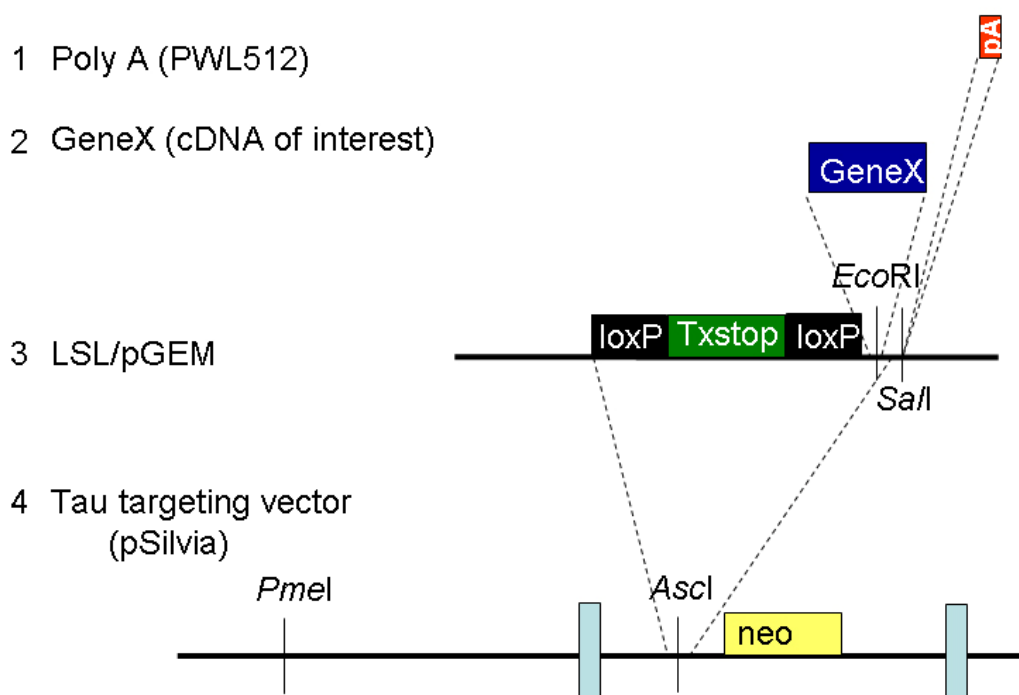 pA
1 Poly A (PWL512)
2 GeneX (cDNA of interest)
GeneX
EcoRI
loxP Txstop loxP
3 LSL/pGEM
SalI
4 Tau targeting vector
(pSilvia)
PmeI
AscI
neo